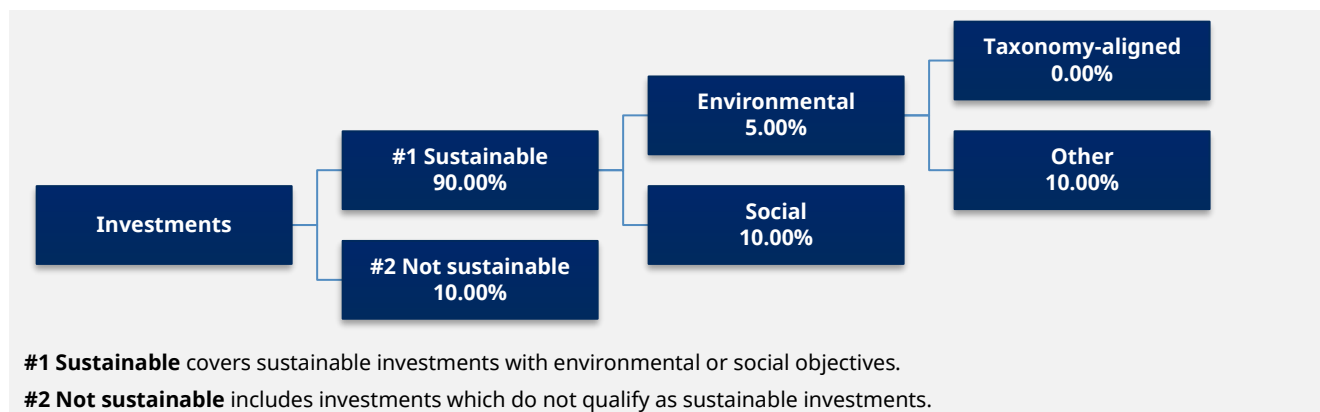 Investments
#1 Sustainable
90.00%
#2 Not sustainable
10.00%
Environmental
5.00%
Social
10.00%
Taxonomy-aligned
0.00%
Other
10.00%
#1 Sustainable covers sustainable investments with environmental or social objectives.
#2 Not sustainable includes investments which do not qualify as sustainable investments.